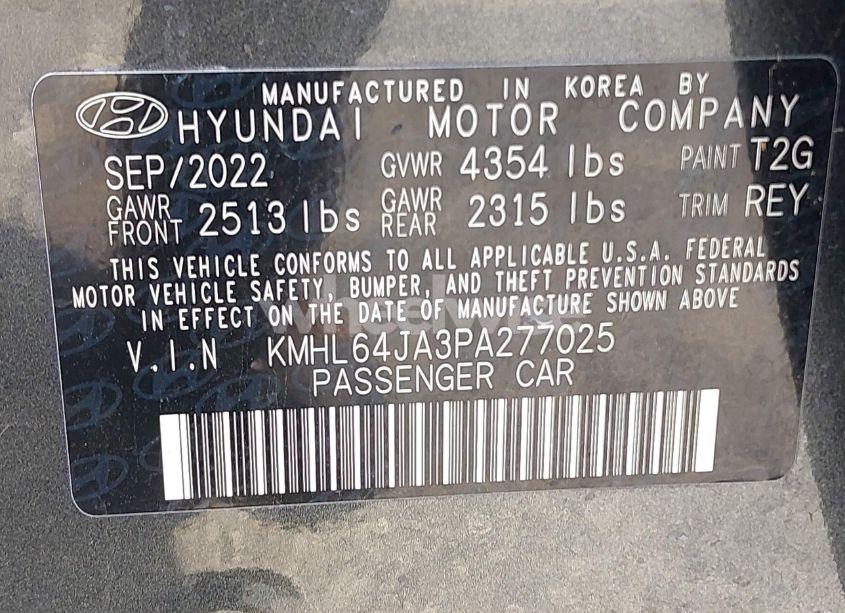 MANUFACTURED IN KOREA BY
HYUNDAI MOTOR COMPANY
SEP/2022 GVWR 4354 lbs PAINT T2G
GAWR FRONT 2513 lbs GAWR REAR 2315 lbs TRIM REY
THIS VEHICLE CONFORMS TO ALL APPLICABLE U.S.A. FEDERAL
MOTOR VEHICLE SAFETY, BUMPER, AND THEFT PREVENTION STANDARDS
IN EFFECT ON THE DATE OF MANUFACTURE SHOWN ABOVE
V.I.N KMHL64JA3PA277025
PASSENGER CAR